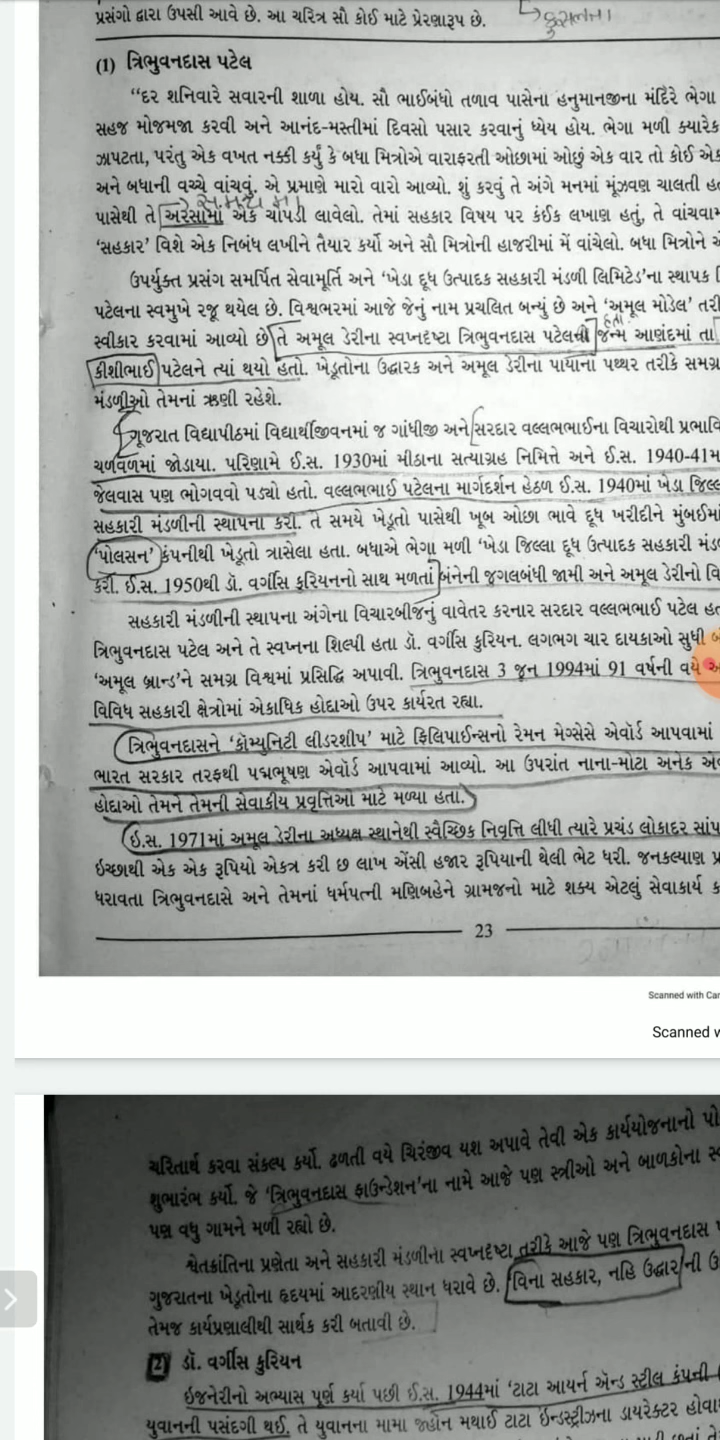 પ્રસંગો દ્વારા ઉપસી આવે છે. આ ચરિત્ર સૌ કોઈ માટે પ્રેરણારૂપ છે.
(1) ત્રિભુવનદાસ પટેલ
“દર શનિવારે સવારની શાળા હોય. સૌ ભાઈબંધો તળાવ પાસેના હનુમાનજીના મંદિરે ભેગા
સહજ મોજમજા કરવી અને આનંદ-મસ્તીમાં દિવસો પસાર કરવાનું ધ્યેય હોય. ભેગા મળી ક્યારેક
ઝાપટતા, પરંતુ એક વખત નક્કી કર્યું કે બધા મિત્રોએ વારાફરતી ઓછામાં ઓછું એક વાર તો કોઈ એક
અને બધાની વચ્ચે વાંચવું. એ પ્રમાણે મારો વારો આવ્યો. શું કરવું તે અંગે મનમાં મૂંઝવણ ચાલતી હ
પાસેથી તે અરસામાં એક ચોપડી લાવેલો. તેમાં સહકાર વિષય પર કંઈક લખાણ હતું, તે વાંચવામ
‘સહકાર’ વિશે એક નિબંધ લખીને તૈયાર કર્યો અને સૌ મિત્રોની હાજરીમાં મેં વાંચેલો. બધા મિત્રોને
ઉપર્યુક્ત પ્રસંગ સમર્પિત સેવામૂર્તિ અને ‘ખેડા દૂધ ઉત્પાદક સહકારી મંડળી લિમિટેડ’ના સ્થાપક
પટેલના સ્વમુખે રજૂ થયેલ છે. વિશ્વભરમાં આજે જેનું નામ પ્રચલિત બન્યું છે અને ‘અમૂલ મોડેલ’ તરી
હતા
સ્વીકાર કરવામાં આવ્યો છે તે અમૂલ ડેરીના સ્વપ્નદૃષ્ટા ત્રિભુવનદાસ પટેલનો જન્મ આણંદમાં તા
કીશીભાઈ પટેલને ત્યાં થયો હતો. ખેડૂતોના ઉદ્ધારક અને અમૂલ ડેરીના પાયાના પથ્થર તરીકે સમગ્ર
મંડળીઓ તેમનાં ઋણી રહેશે.
ગૂજરાત વિદ્યાપીઠમાં વિદ્યાર્થીજીવનમાં જ ગાંધીજી અને સરદાર વલ્લભભાઈના વિચારોથી પ્રભાવિ
ચળવળમાં જોડાયા. પરિણામે ઈ.સ. 1930માં મીઠાના સત્યાગ્રહ નિમિત્તે અને ઈ.સ. 1940-41મ
જેલવાસ પણ ભોગવવો પડ્યો હતો. વલ્લભભાઈ પટેલના માર્ગદર્શન હેઠળ ઈ.સ. 1940માં ખેડા જિલ્લ
સહકારી મંડળીની સ્થાપના કરી. તે સમયે ખેડૂતો પાસેથી ખૂબ ઓછા ભાવે દૂધ ખરીદીને મુંબઈમાં
‘પોલસન’ કંપનીથી ખેડૂતો ત્રાસેલા હતા. બધાએ ભેગા મળી ‘ખેડા જિલ્લા દૂધ ઉત્પાદક સહકારી મંડ
કરી. ઈ.સ. 1950થી ડૉ. વર્ગીસ કુરિયનનો સાથ મળતાં બંનેની જુગલબંધી જામી અને અમૂલ ડેરીનો વિ
સહકારી મંડળીની સ્થાપના અંગેના વિચારબીજનું વાવેતર કરનાર સરદાર વલ્લભભાઈ પટેલ હત
ત્રિભુવનદાસ પટેલ અને તે સ્વપ્નના શિલ્પી હતા ડૉ. વર્ગીસ કુરિયન. લગભગ ચાર દાયકાઓ સુધી
‘અમૂલ બ્રાન્ડ’ને સમગ્ર વિશ્વમાં પ્રસિદ્ધિ અપાવી. ત્રિભુવનદાસ 3 જૂન 1994માં 91 વર્ષની વયે
વિવિધ સહકારી ક્ષેત્રોમાં એકાધિક હોદાઓ ઉપર કાર્યરત રહ્યા.
ત્રિભુવનદાસને ‘કૉમ્યુનિટી લીડરશીપ’ માટે ફિલિપાઈન્સનો રેમન મેગ્સેસે એવૉર્ડ આપવામાં
ભારત સરકાર તરફથી પદ્મભૂષણ એવૉર્ડ આપવામાં આવ્યો. આ ઉપરાંત નાના-મોટા અનેક એવ
હોદાઓ તેમને તેમની સેવાકીય પ્રવૃત્તિઓ માટે મળ્યા હતા.
ઇ.સ. 1971માં અમૂલ ડેરીના અધ્યક્ષ સ્થાનેથી સ્વૈચ્છિક નિવૃત્તિ લીધી ત્યારે પ્રચંડ લોકાદર સાંપ
ઇચ્છાથી એક એક રૂપિયો એકત્ર કરી છ લાખ એંસી હજાર રૂપિયાની થેલી ભેટ ધરી. જનકલ્યાણ પ્ર
ધરાવતા ત્રિભુવનદાસે અને તેમનાં ધર્મપત્ની મણિબહેને ગ્રામજનો માટે શક્ય એટલું સેવાકાર્ય ક
23
Scanned with Car
Scanned w
ચરિતાર્થ કરવા સંકલ્પ કર્યો. ઢળતી વયે ચિરંજીવ યશ અપાવે તેવી એક કાર્યયોજનાનો પો
શુભારંભ કર્યો. જે ‘ત્રિભુવનદાસ ફાઉન્ડેશન’ના નામે આજે પણ સ્ત્રીઓ અને બાળકોના સ્
પણ વધુ ગામને મળી રહ્યો છે.
શ્વેતક્રાંતિના પ્રણેતા અને સહકારી મંડળીના સ્વપ્નદૃષ્ટા તરીકે આજે પણ ત્રિભુવનદાસ
ગુજરાતના ખેડૂતોના હૃદયમાં આદરણીય સ્થાન ધરાવે છે. ‘વિના સહકાર, નહિ ઉદ્ધાર’ની ઉ
તેમજ કાર્યપ્રણાલીથી સાર્થક કરી બતાવી છે.
(2) ડૉ. વર્ગીસ કુરિયન
ઇજનેરીનો અભ્યાસ પૂર્ણ કર્યા પછી ઈ.સ. 1944માં ‘ટાટા આયર્ન ઍન્ડ સ્ટીલ કંપની
યુવાનની પસંદગી થઈ. તે યુવાનના મામા જ્હોન મથાઈ ટાટા ઈન્ડસ્ટ્રીઝના ડાયરેક્ટર હોવા